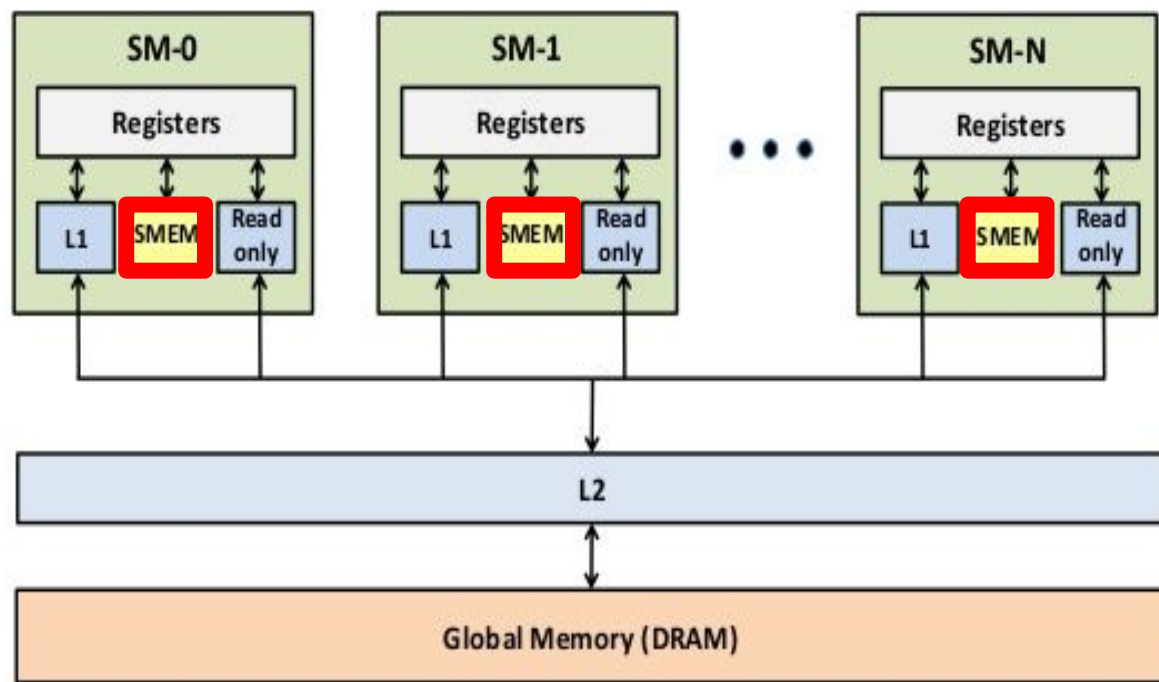 SM-0
Registers
L1
SMEM
Read
only
SM-1
Registers
L1
SMEM
Read
only
SM-N
Registers
L1
SMEM
Read
only
L2
Global Memory (DRAM)